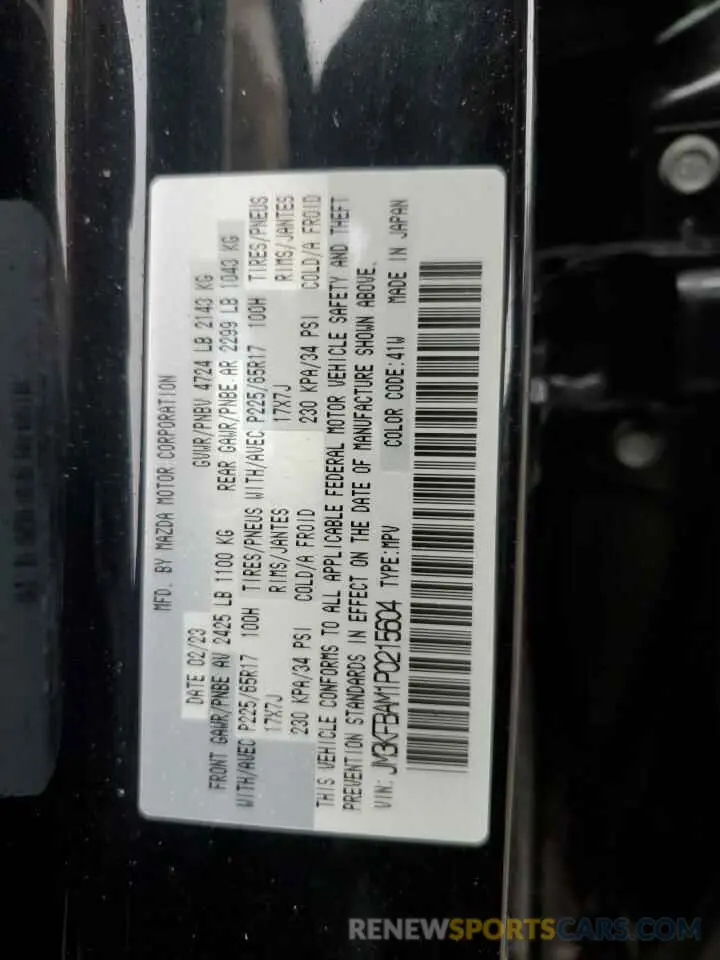 MFD. BY MAZDA MOTOR CORPORATION
DATE 02/23 GVWR/PNBV 4724 LB 2143 KG
FRONT GAWR/PNBE AV 2425 LB 1100 KG REAR GAWR/PNBE AR 2299 LB 1043 KG
WITH/AVEC P225/65R17 100H TIRES/PNEUS WITH/AVEC P225/65R17 100H TIRES/PNEUS
17X7J RIMS/JANTES 17X7J RIMS/JANTES
230 KPA/34 PSI COLD/A FROID 230 KPA/34 PSI COLD/A FROID
THIS VEHICLE CONFORMS TO ALL APPLICABLE FEDERAL MOTOR VEHICLE SAFETY AND THEFT
PREVENTION STANDARDS IN EFFECT ON THE DATE OF MANUFACTURE SHOWN ABOVE.
VIN: JM3KFBAM1P0215604 TYPE:MPV COLOR CODE:41W MADE IN JAPAN
RENEWSPORTSCARS.COM